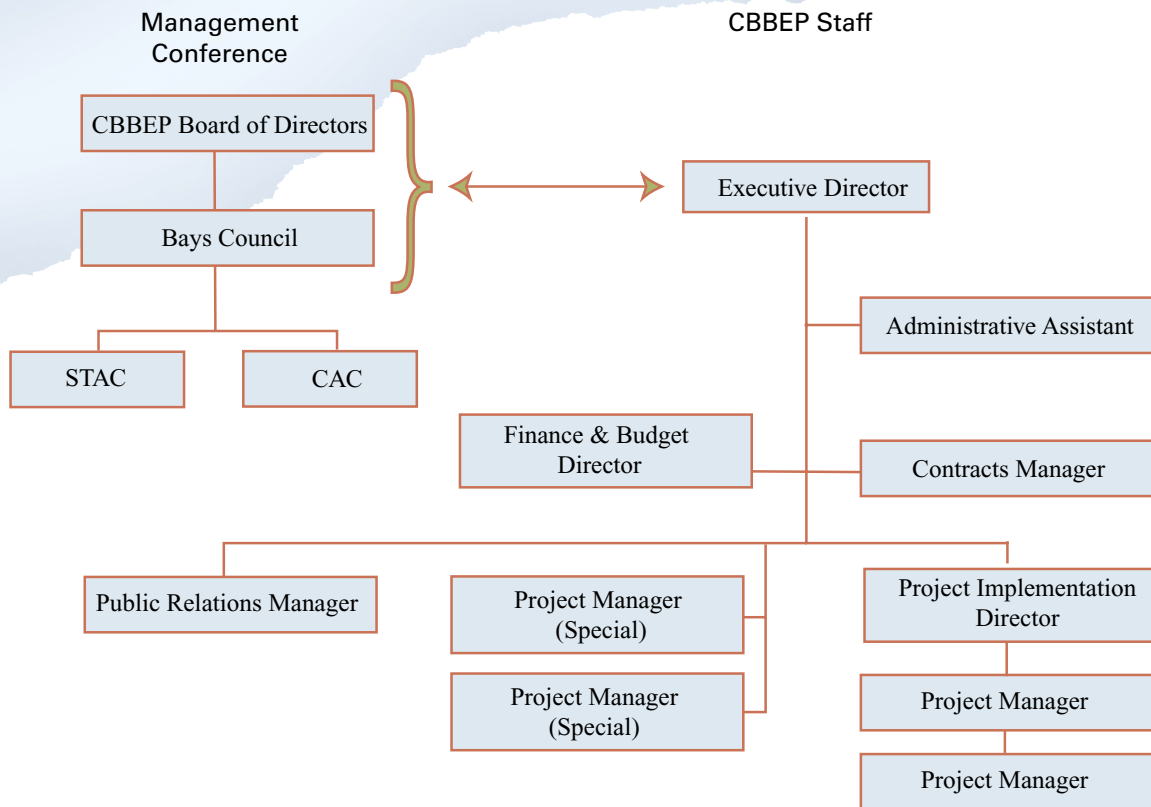 Management
Conference
CBBEP Board of Directors
Bays Council
STAC
CAC
CBBEP Staff
Executive Director
Administrative Assistant
Finance & Budget
Director
Contracts Manager
Public Relations Manager
Project Manager
(Special)
Project Manager
(Special)
Project Implementation
Director
Project Manager
Project Manager